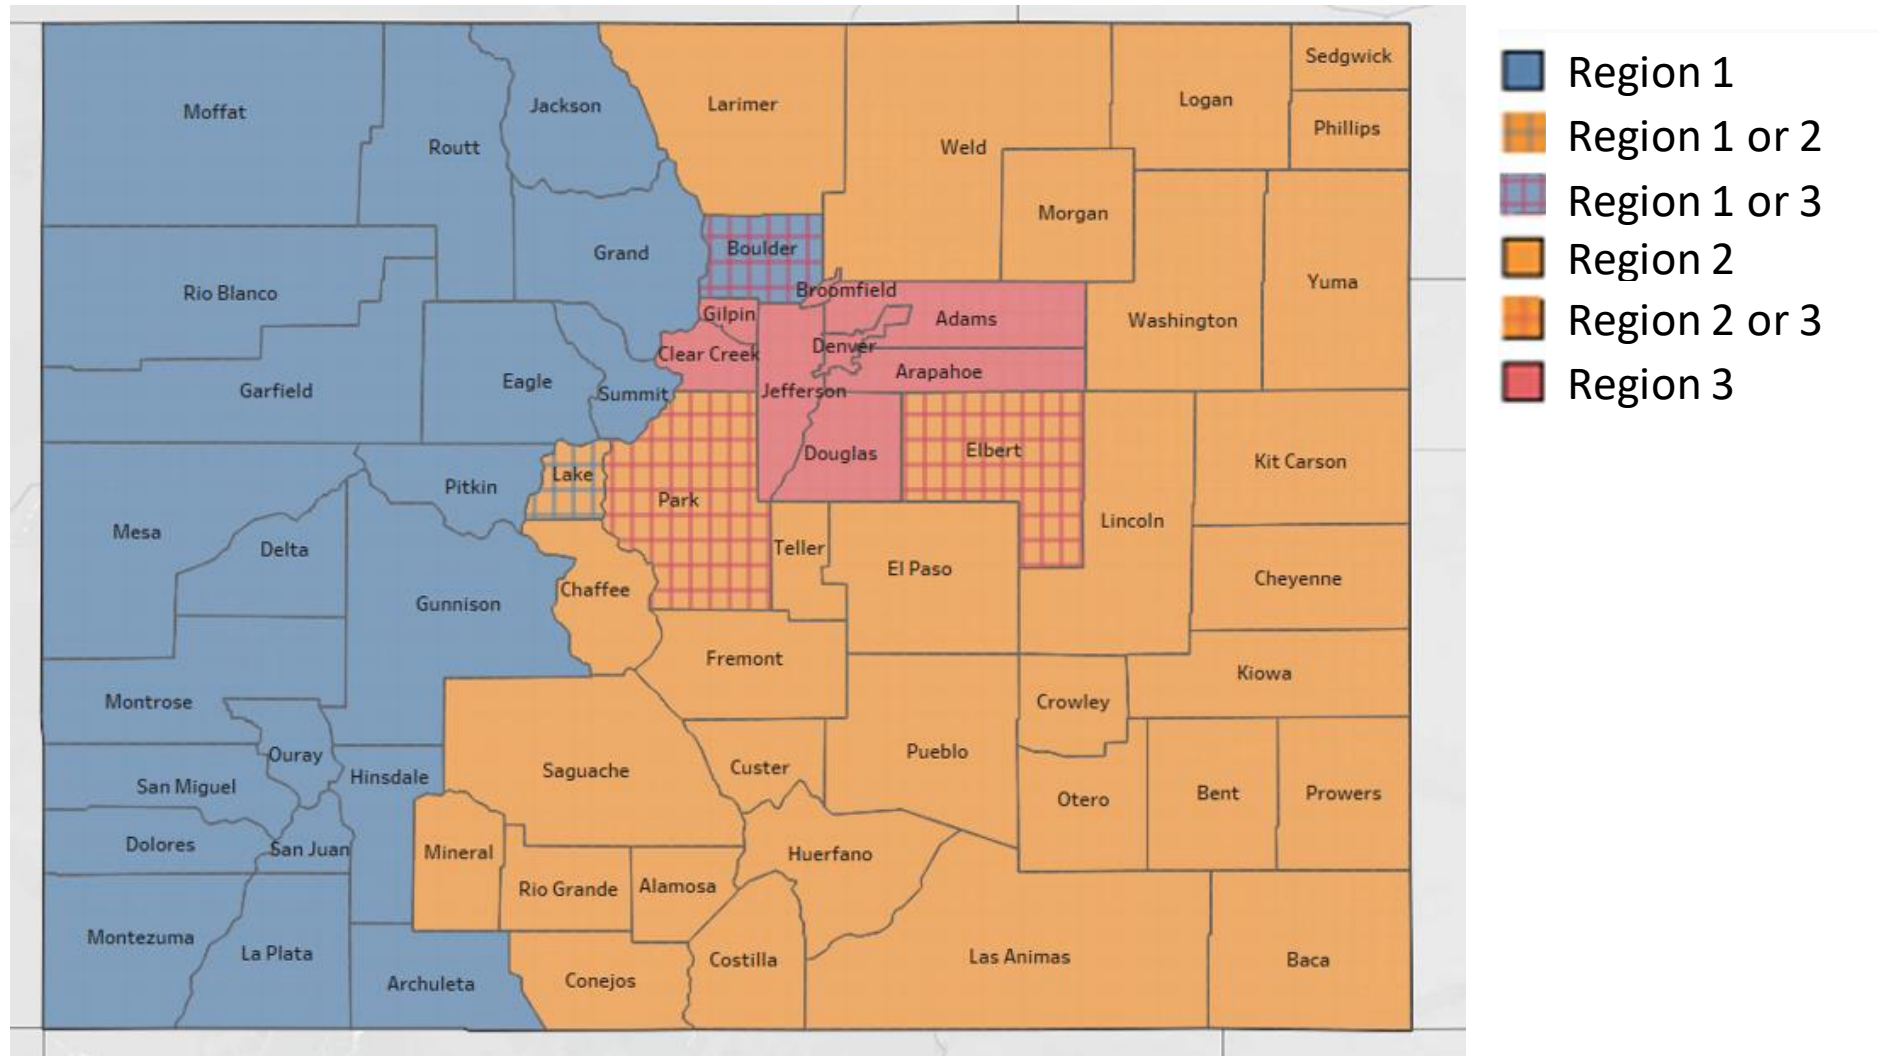 Sedgwick
Region 1
Logan
Larimer
Jackson
Moffat
Phillips
Region 1 or 2
Routt
Weld
Region 1 or 3
Morgan
Boulder
Grand
Region 2
Yuma
Rio Blanco
Broomfield
Gilpin
Adams
Washington
Region 2 or 3
Denver
Clear Creek
Arapahoe
Eagle
Region 3
Garfield
Summit
Jefferson
Elbert
Douglas
Kit Carson
Lake
Pitkin
Park
Lincoln
Mesa
Delta
Teller
El Paso
Cheyenne
Chaffee
Gunnison
Fremont
Kiowa
Montrose
Crowley
Ouray
Pueblo
Custer
Saguache
Hinsdale
San Miguel
Otero
Bent
Prowers
Dolores
San Juan
Mineral
Huerfano
Rio Grande
Alamosa
Montezuma
La Plata
Costilla
Las Animas
Baca
Archuleta
Conejos